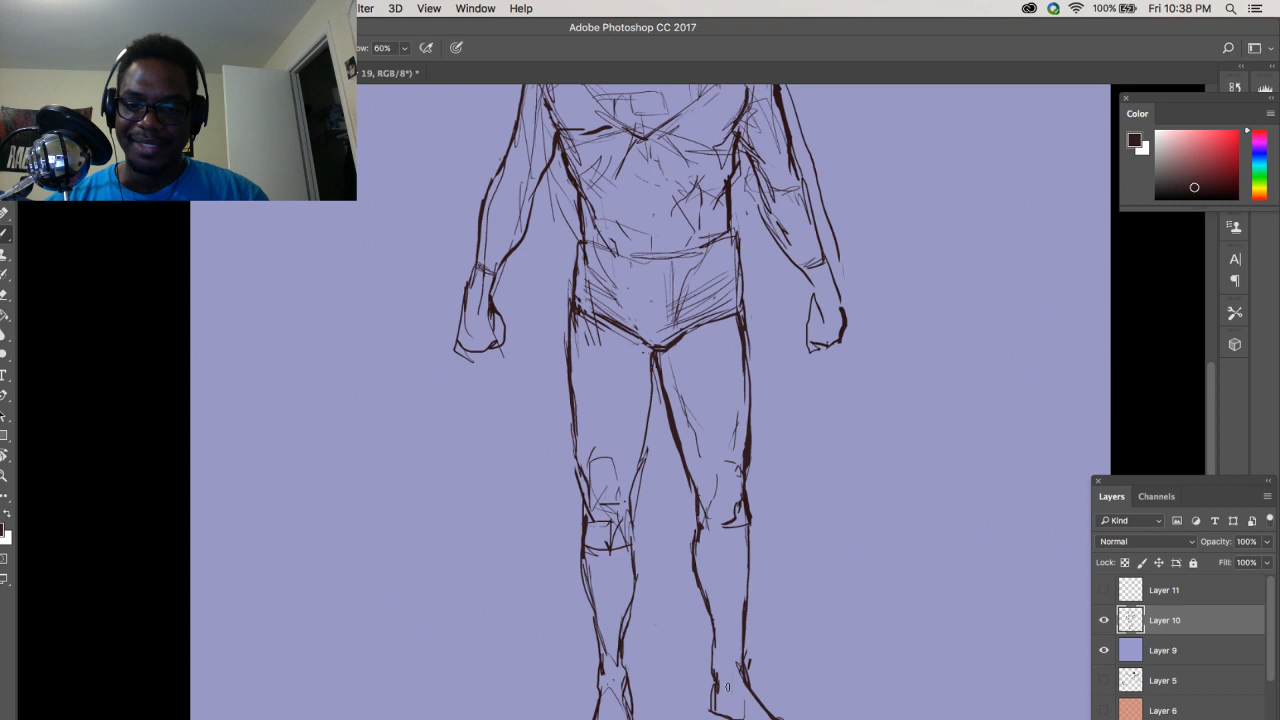 lter 3D View Window Help 100% Fri 10:38 PM
Adobe Photoshop CC 2017
ow: 60%
19, RGB/8*) *
Color
Layers Channels
Kind
Normal Opacity: 100%
Lock: Fill: 100%
Layer 11
Layer 10
Layer 9
Layer 5
Layer 6